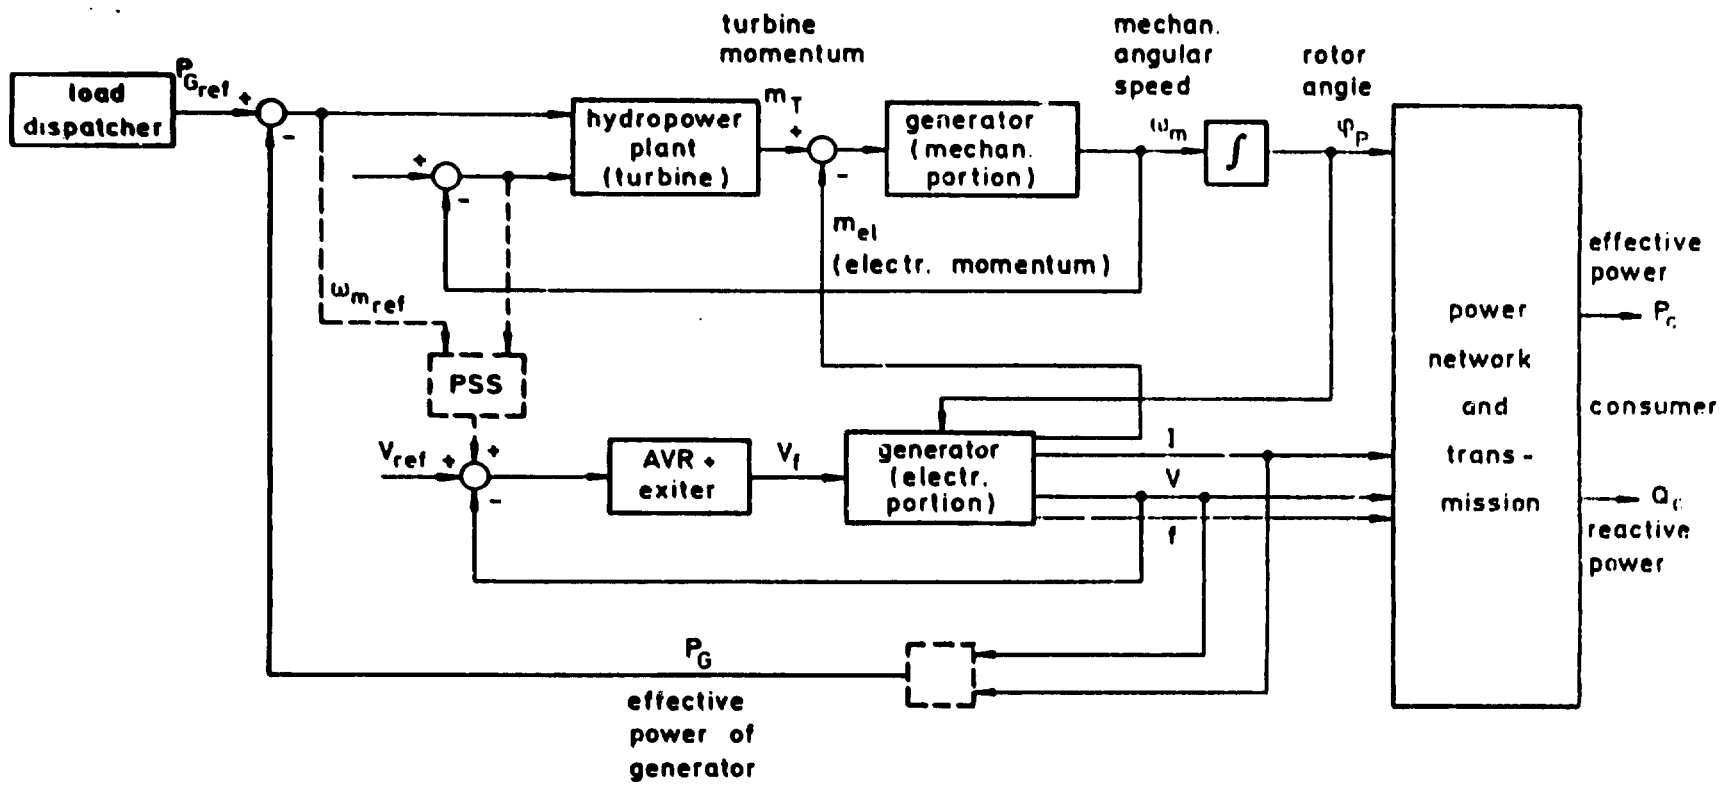 turbine
momentum
mechan.
angular
speed
rotor
angle
load
dispatcher
P_Gref
+
-
hydropower
plant
(turbine)
+
-
m_T
+
-
generator
(mechan.
portion)
ω_m
∫
φ_P
m_el
(electr. momentum)
ω_m ref
PSS
V_ref
+
+
-
AVR +
exiter
V_f
generator
(electr.
portion)
I
V
f
power
network
and
trans-
mission
effective
power
consumer
reactive
power
P_G
effective
power of
generator